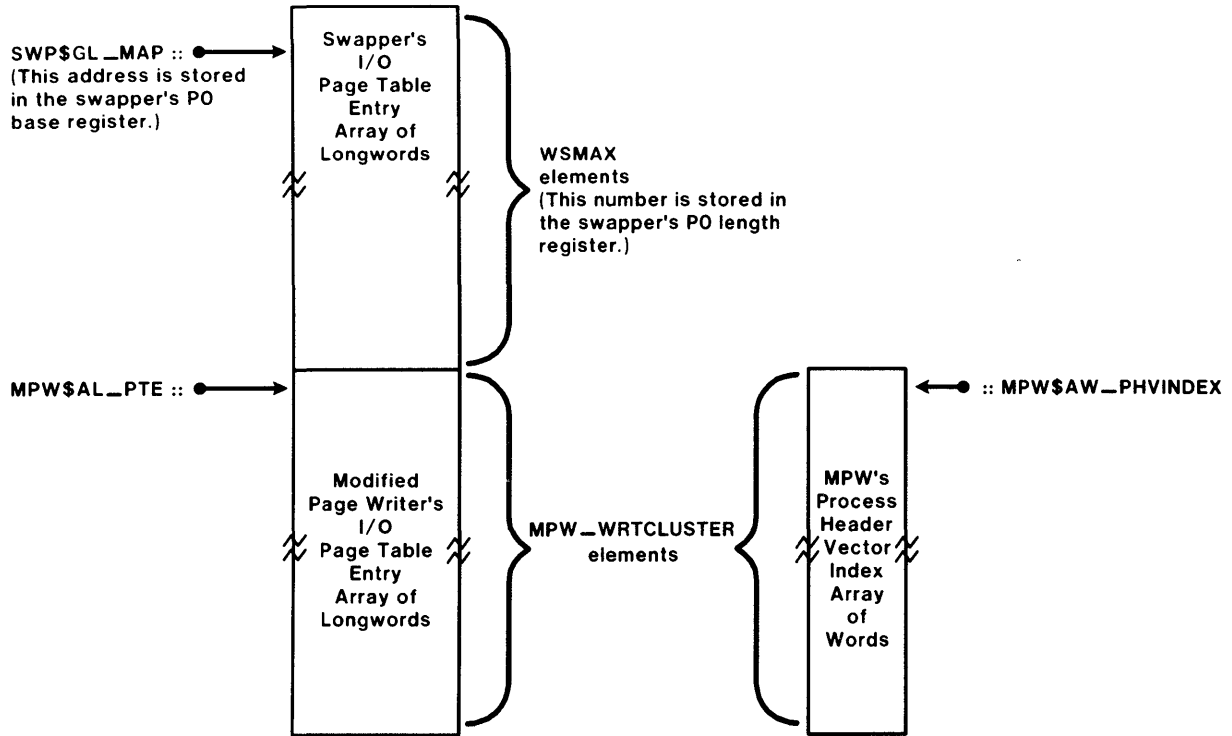 SWP$GL_MAP ::
(This address is stored
in the swapper's P0
base register.)
Swapper's
I/O
Page Table
Entry
Array of
Longwords
WSMAX
elements
(This number is stored in
the swapper's P0 length
register.)
MPW$AL_PTE ::
:: MPW$AW_PHVINDEX
Modified
Page Writer's
I/O
Page Table
Entry
Array of
Longwords
MPW_WRTCLUSTER
elements
MPW's
Process
Header
Vector
Index
Array
of
Words